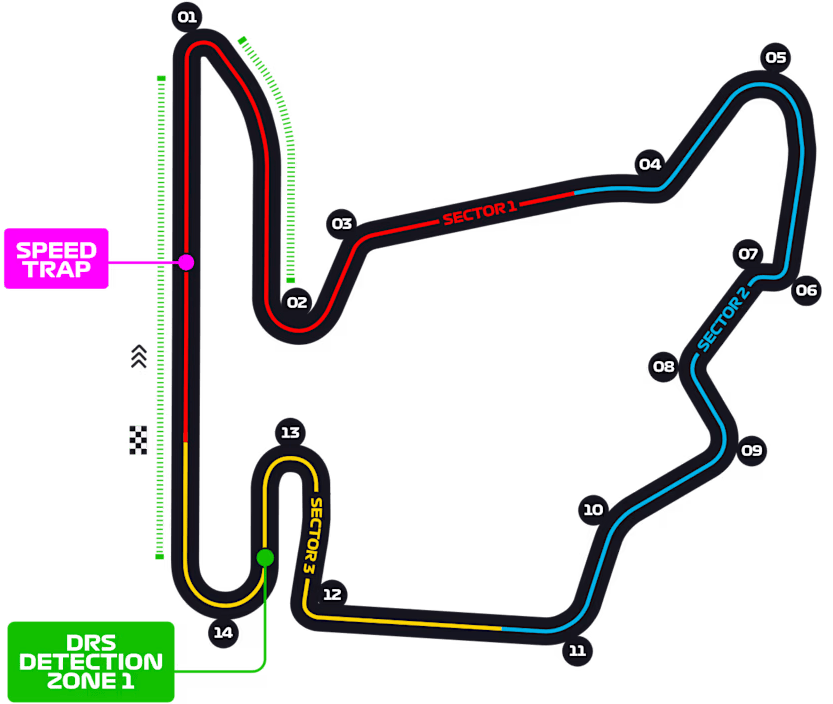 01
05
04
03
SECTOR 1
SPEED
TRAP
07
02
06
SECTOR 2
08
13
09
10
SECTOR 3
12
14
11
DRS
DETECTION
ZONE 1